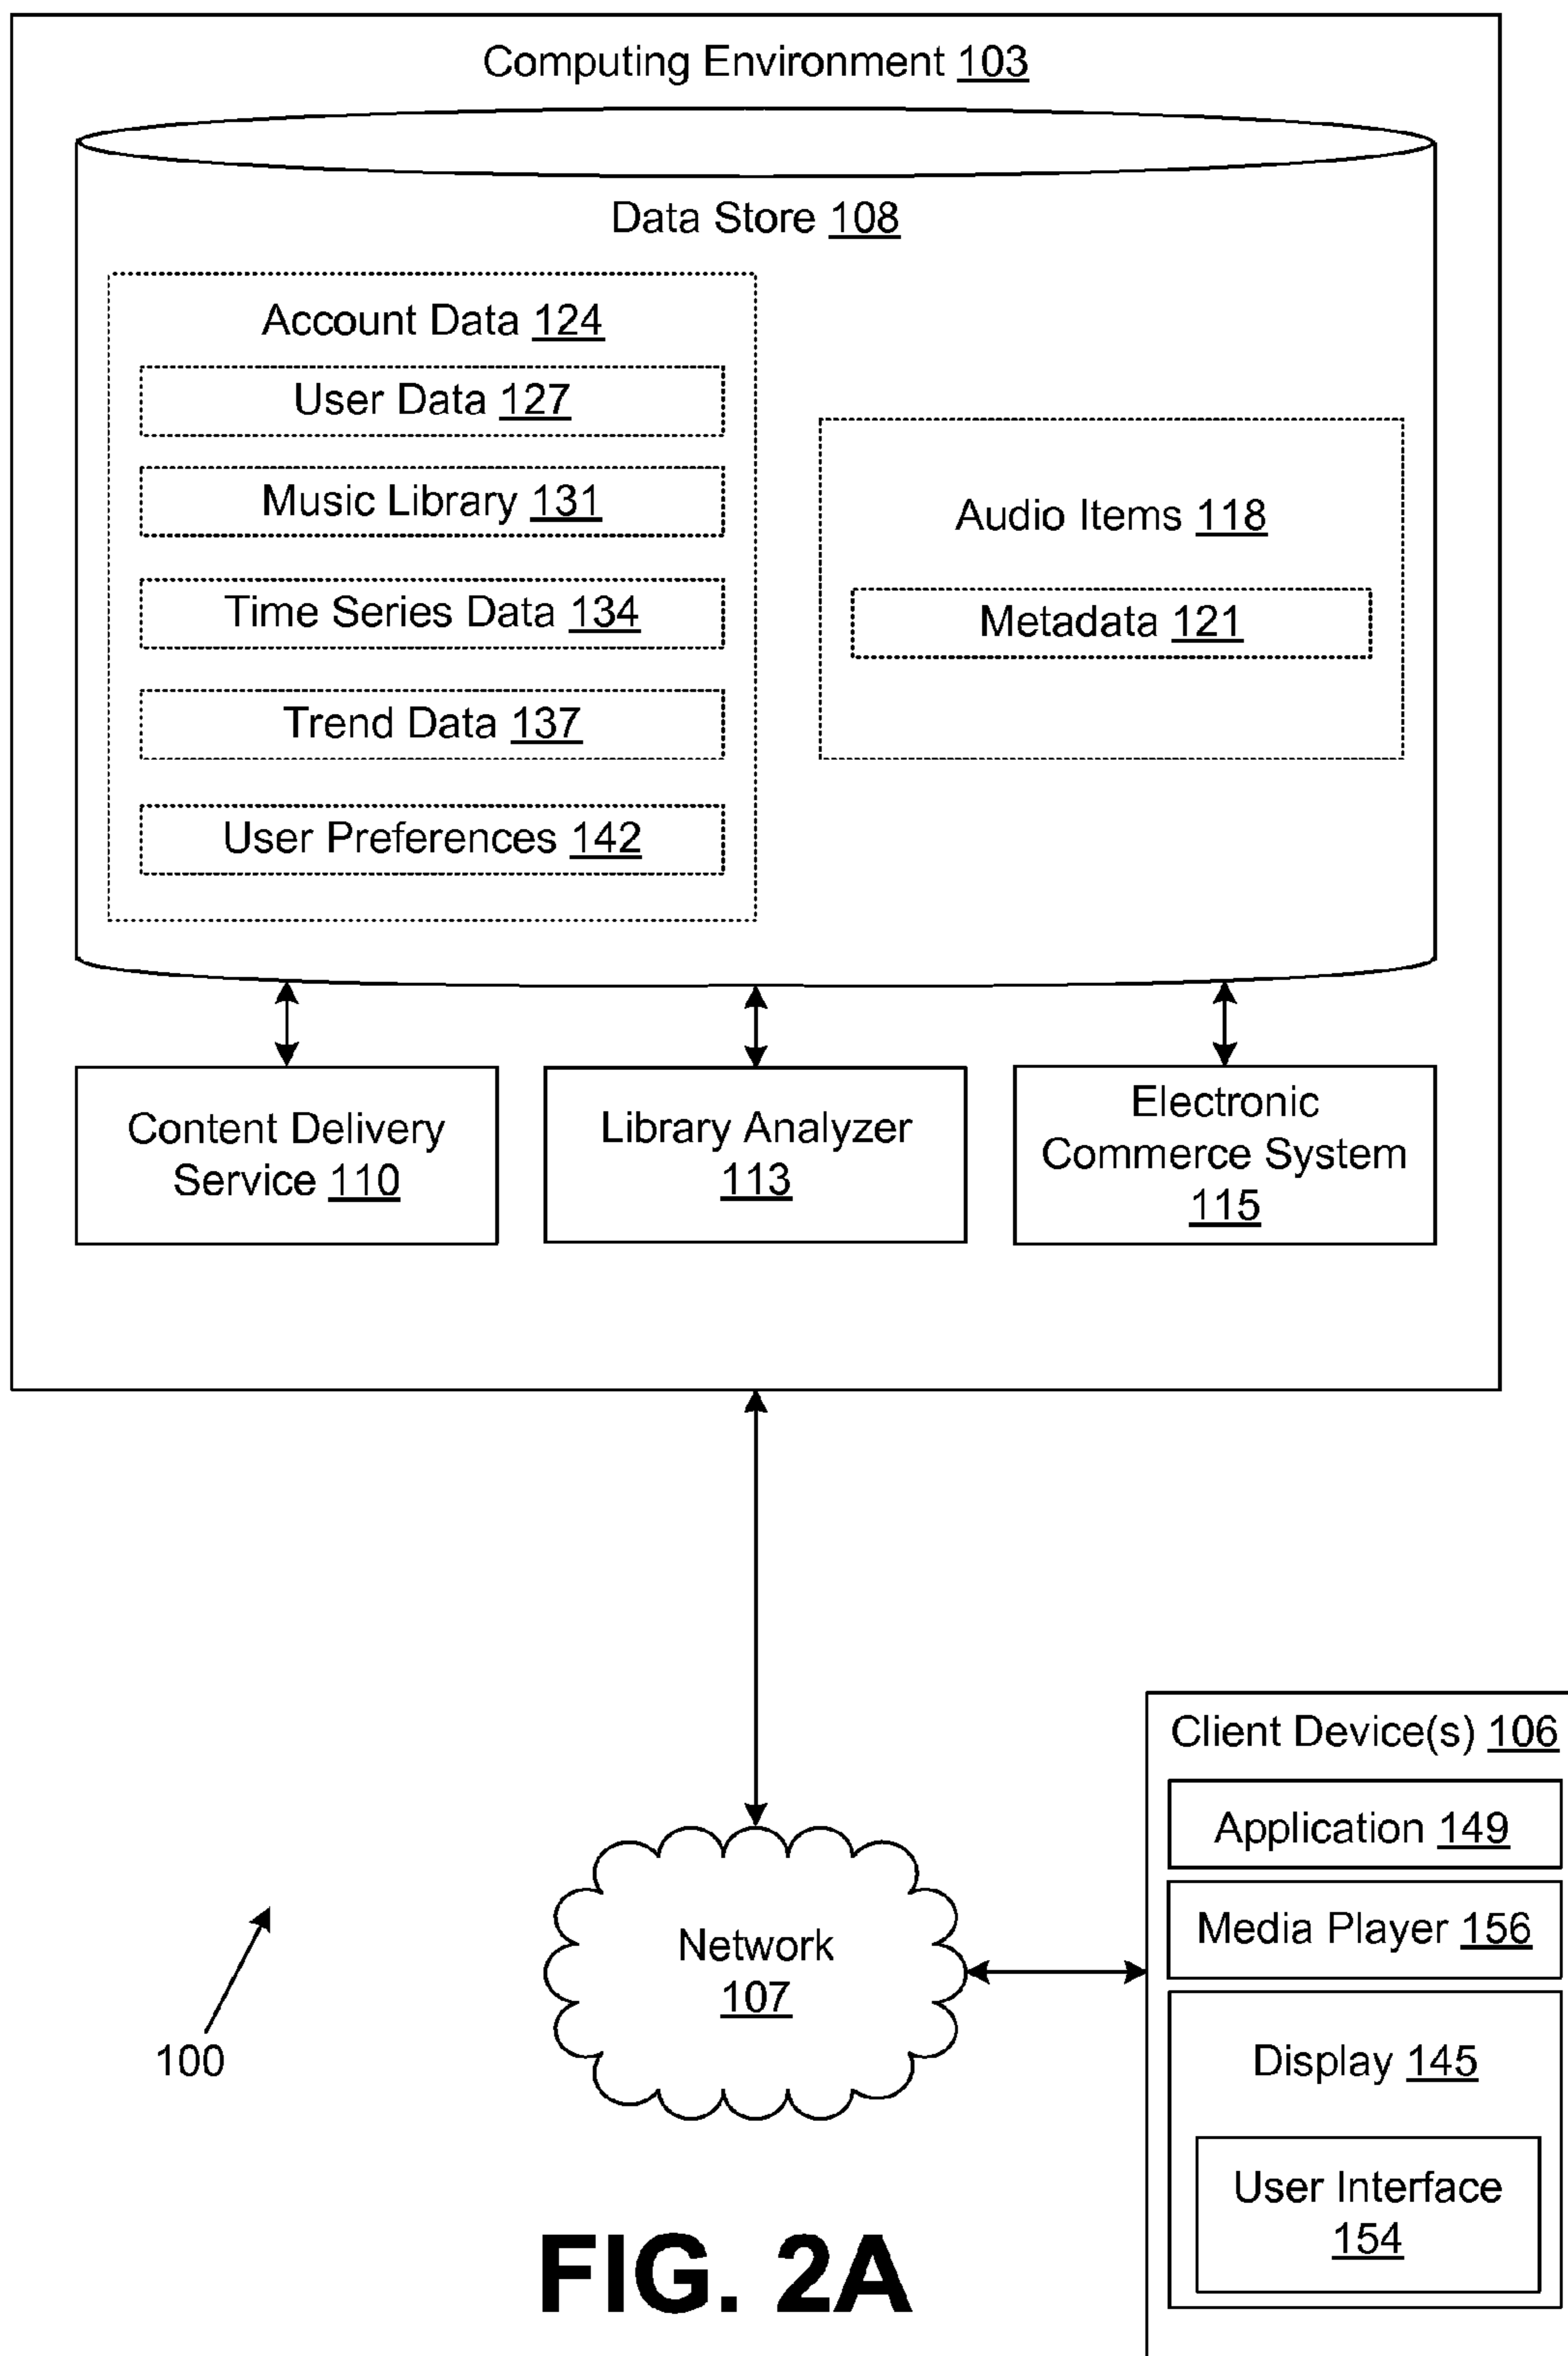 Computing Environment 103
Data Store 108
Account Data 124
User Data 127
Music Library 131
Time Series Data 134
Trend Data 137
User Preferences 142
Audio Items 118
Metadata 121
Content Delivery
Service 110
Library Analyzer
113
Electronic
Commerce System
115
Client Device(s) 106
Application 149
Media Player 156
Display 145
User Interface
154
Network
107
100
FIG. 2A